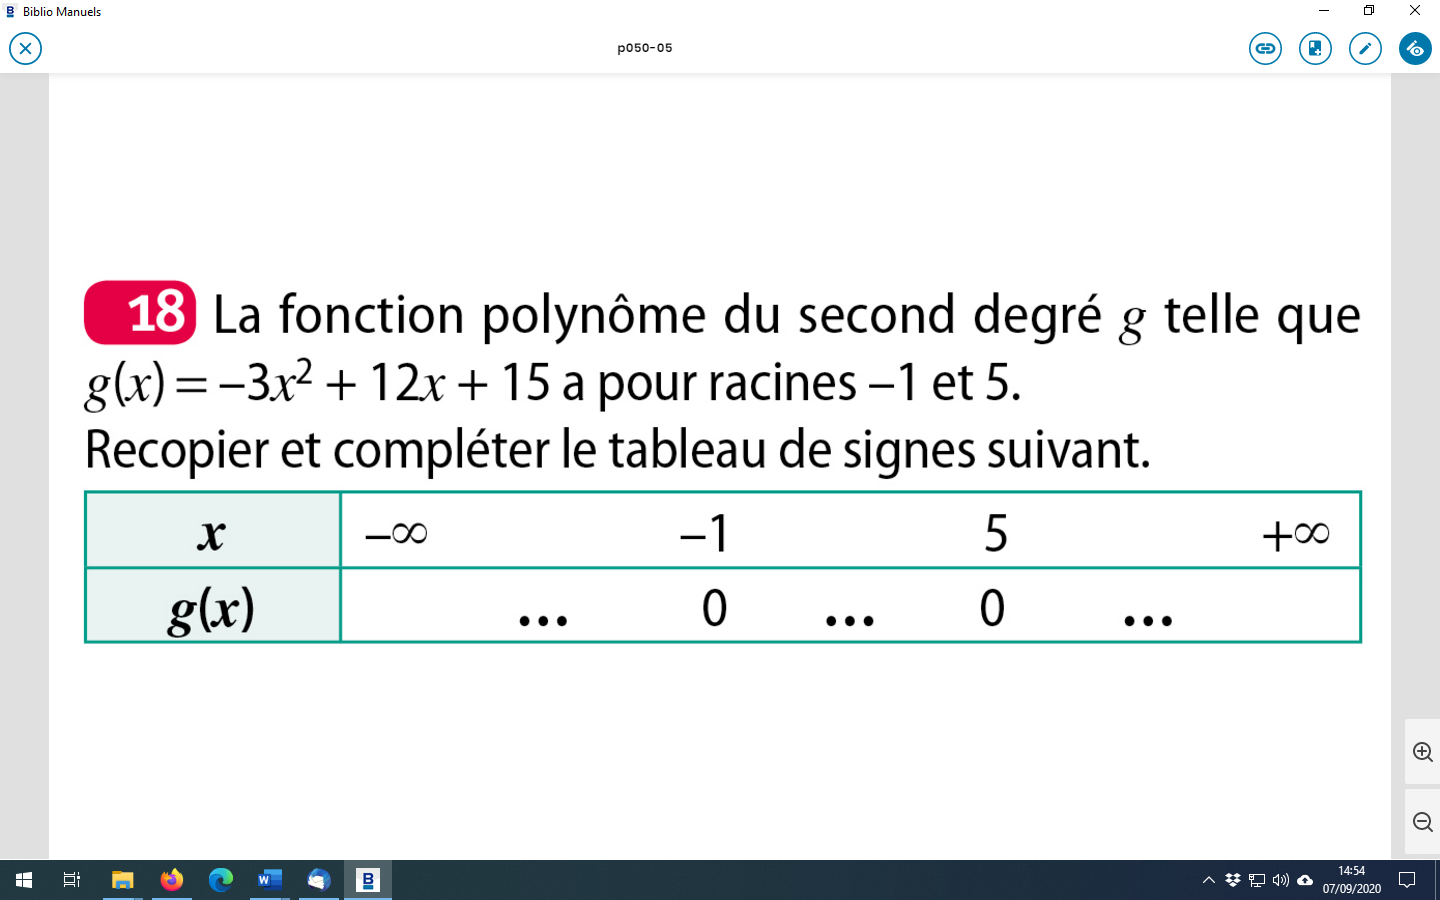 Biblio Manuels
p050-05
18 La fonction polynôme du second degré g telle que
g(x) = –3x² + 12x + 15 a pour racines –1 et 5.
Recopier et compléter le tableau de signes suivant.
x –∞ –1 5 +∞
g(x) ... 0 ... 0 ...
14:54
07/09/2020